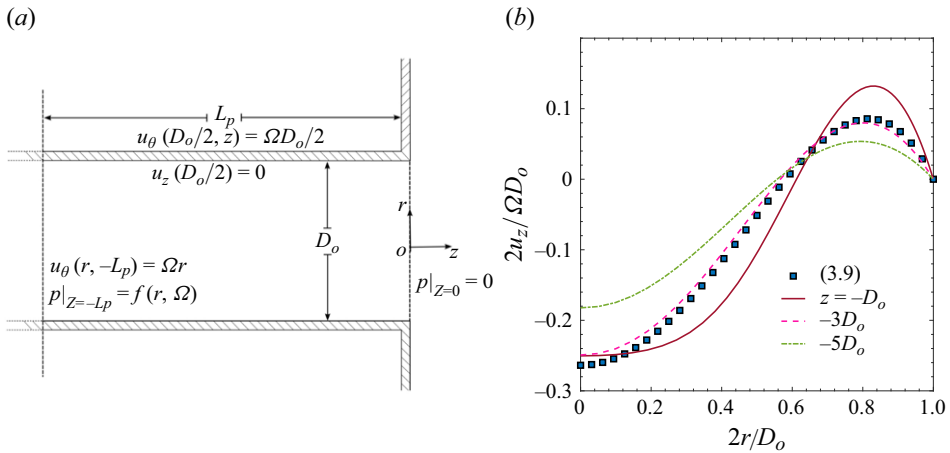 (a)
L_p
u_θ (D_o/2, z) = ΩD_o/2
u_z (D_o/2) = 0
r
D_o
o
z
u_θ (r, –L_p) = Ωr
p|_{Z=–Lp} = f(r, Ω)
p|_{Z=0} = 0
(b)
2u_z/ΩD_o
0.1
0
–0.1
–0.2
–0.3
(3.9)
z = –D_o
–3D_o
–5D_o
0 0.2 0.4 0.6 0.8 1.0
2r/D_o